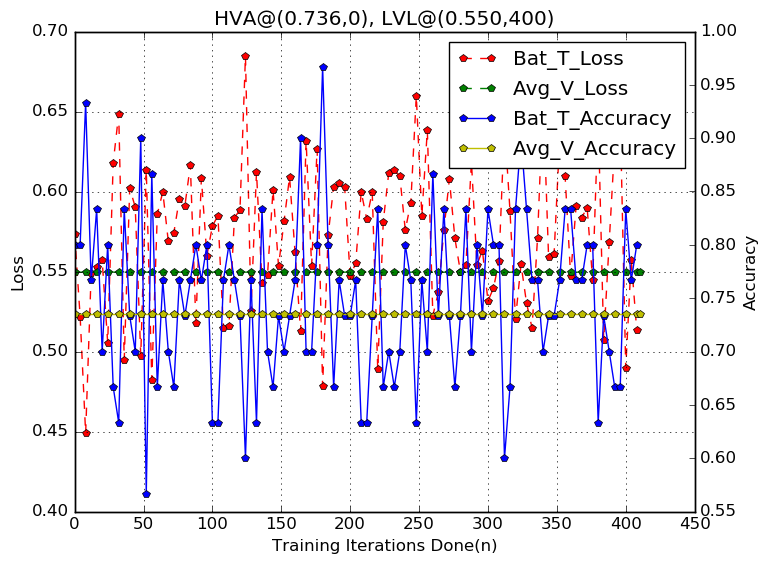 HVA@(0.736,0), LVL@(0.550,400)
0.70
0.65
0.60
0.55
0.50
0.45
0.40
Loss
1.00
0.95
0.90
0.85
0.80
0.75
0.70
0.65
0.60
0.55
Accuracy
Bat_T_Loss
Avg_V_Loss
Bat_T_Accuracy
Avg_V_Accuracy
0 50 100 150 200 250 300 350 400 450
Training Iterations Done(n)